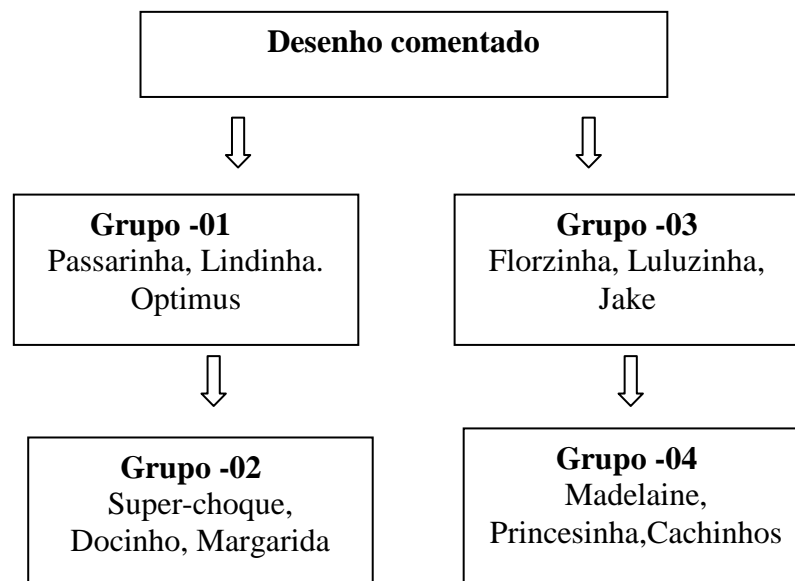 Desenho comentado
Grupo -01
Passarinha, Lindinha.
Optimus
Grupo -03
Florzinha, Luluzinha,
Jake
Grupo -02
Super-choque,
Docinho, Margarida
Grupo -04
Madelaine,
Princesinha,Cachinhos